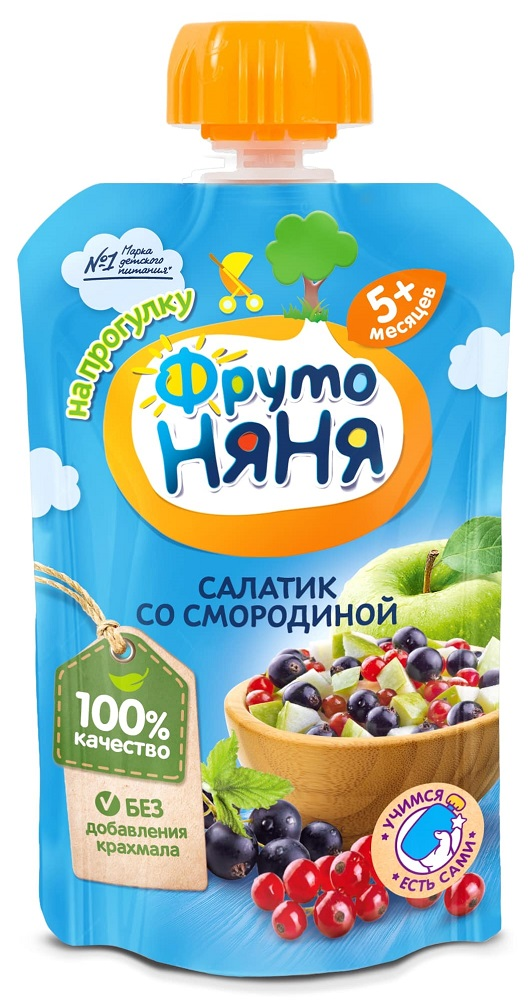 №1 Марка
детского
питания*
на прогулку
5+
месяцев
Фруто
НЯНЯ
САЛАТИК
СО СМОРОДИНОЙ
100%
качество
БЕЗ
добавления
крахмала
УЧИМСЯ
ЕСТЬ САМИ